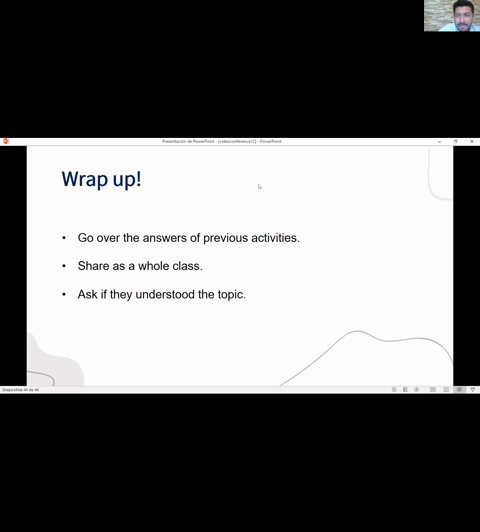 Presentación de PowerPoint - [videoconference12] - PowerPoint
Wrap up!
• Go over the answers of previous activities.
• Share as a whole class.
• Ask if they understood the topic.
Diapositiva 44 de 44